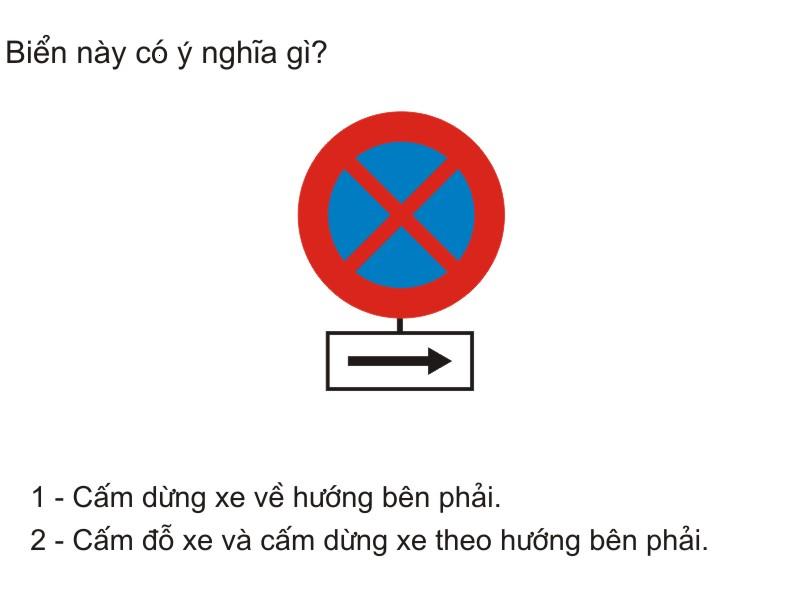 Biển này có ý nghĩa gì?
1 - Cấm dừng xe về hướng bên phải.
2 - Cấm đỗ xe và cấm dừng xe theo hướng bên phải.